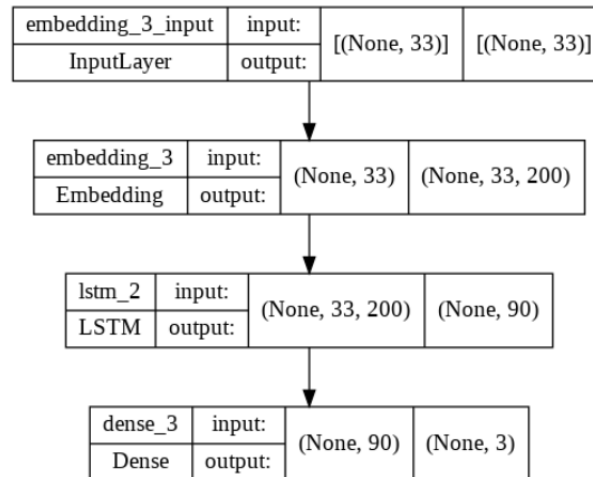 embedding_3_input input: [(None, 33)] [(None, 33)]
InputLayer output:
embedding_3 input: (None, 33) (None, 33, 200)
Embedding output:
lstm_2 input: (None, 33, 200) (None, 90)
LSTM output:
dense_3 input: (None, 90) (None, 3)
Dense output: